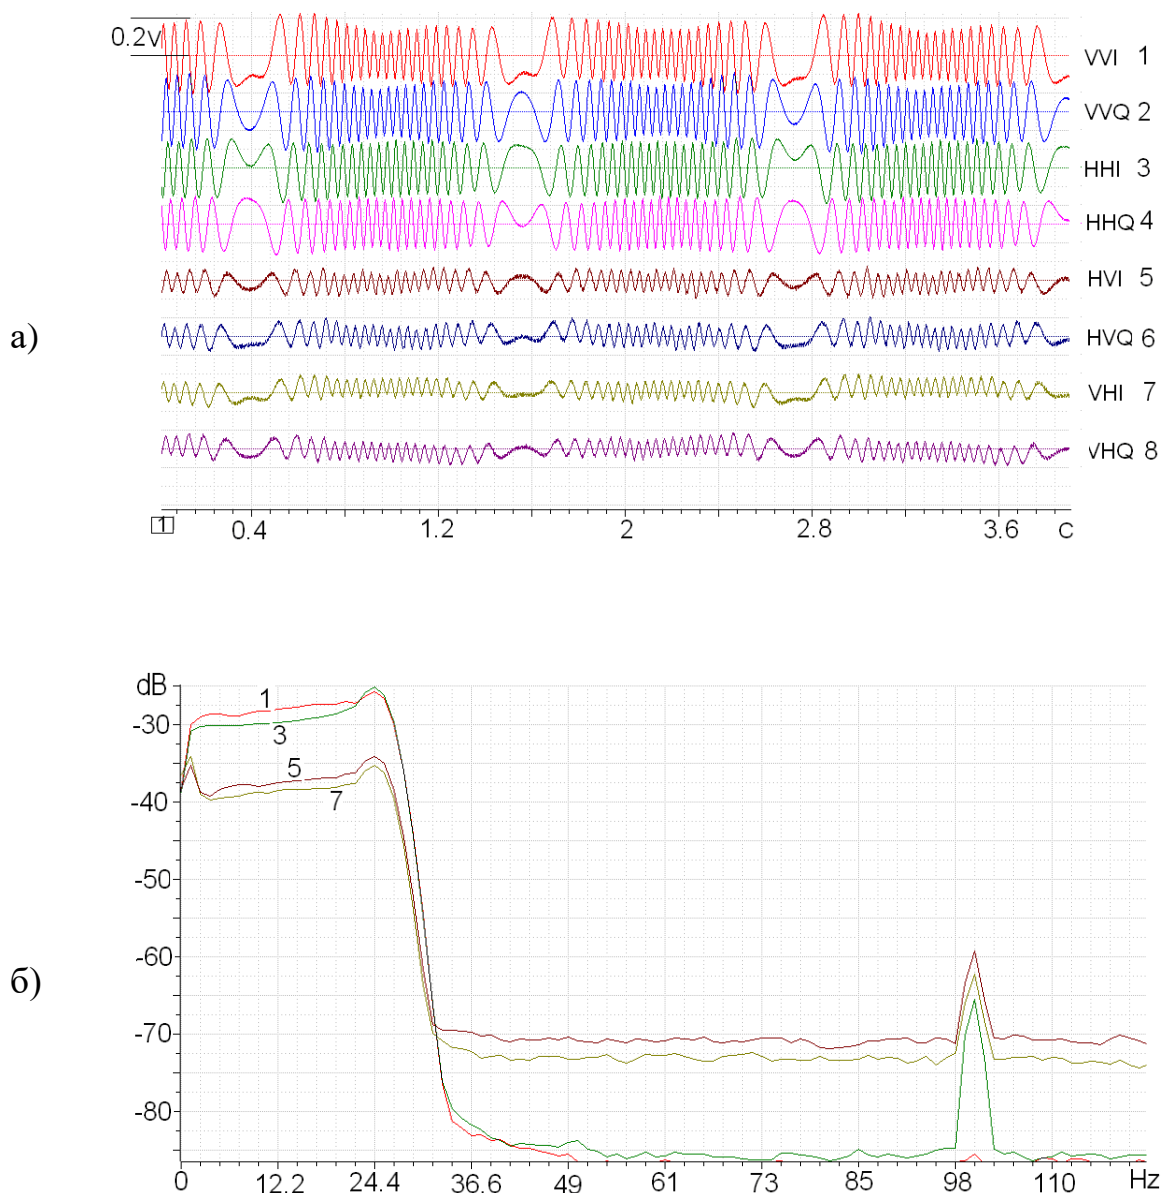 0.2V
VVI 1
VVQ 2
HHI 3
HHQ 4
HVI 5
а)
HVQ 6
VHI 7
VHQ 8
1 0.4 1.2 2 2.8 3.6 с
dB
1
-30
3
5
7
-40
-50
-60
б)
-70
-80
0 12.2 24.4 36.6 49 61 73 85 98 110 Hz